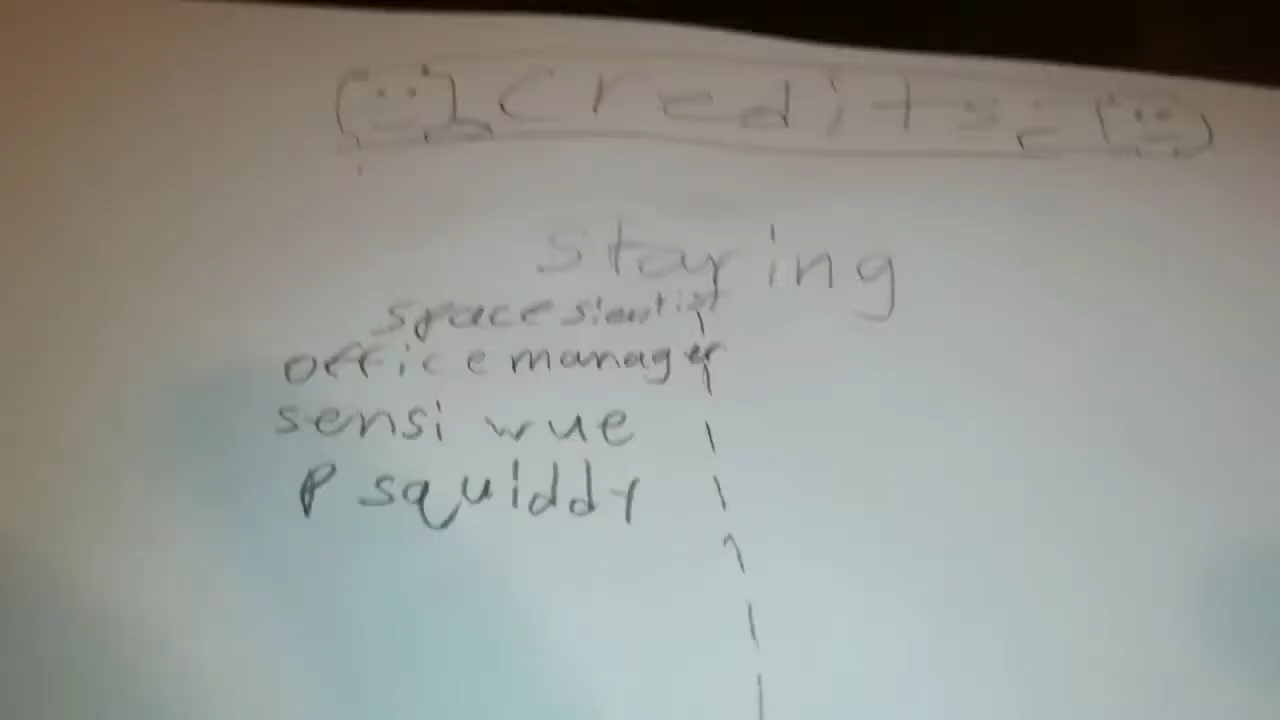 Credits:
Staring
space sientist
office manager
sensi wue
P squiddy